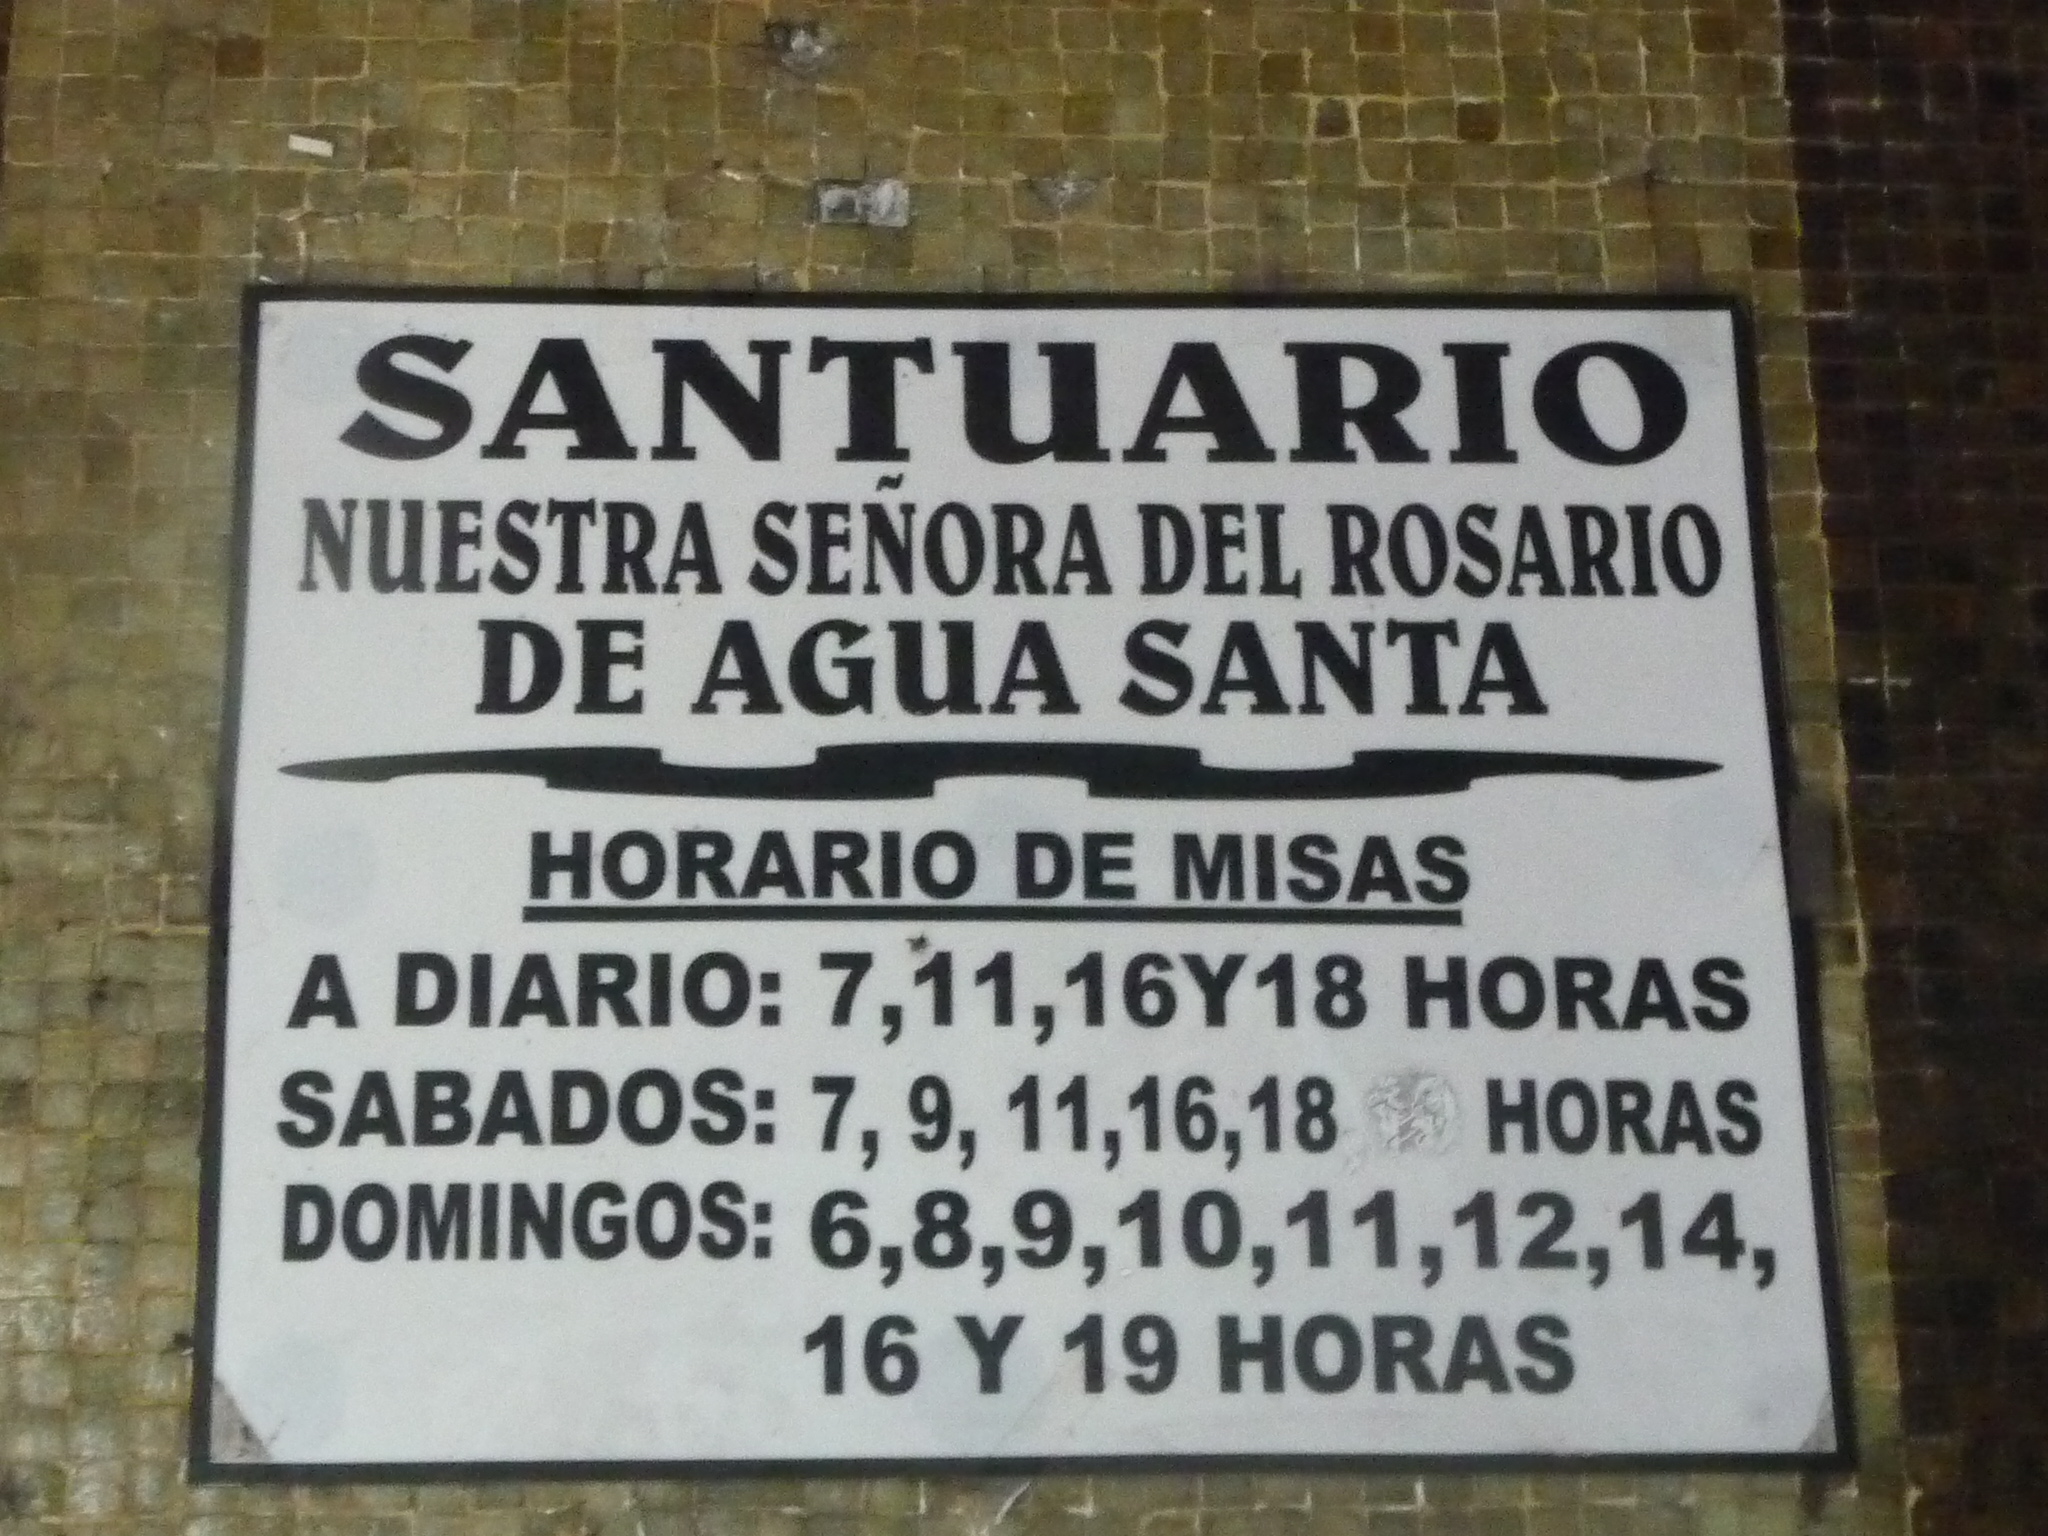 SANTUARIO
NUESTRA SEÑORA DEL ROSARIO
DE AGUA SANTA
HORARIO DE MISAS
A DIARIO: 7,11,16Y18 HORAS
SABADOS: 7, 9, 11,16,18 HORAS
DOMINGOS: 6,8,9,10,11,12,14,
16 Y 19 HORAS